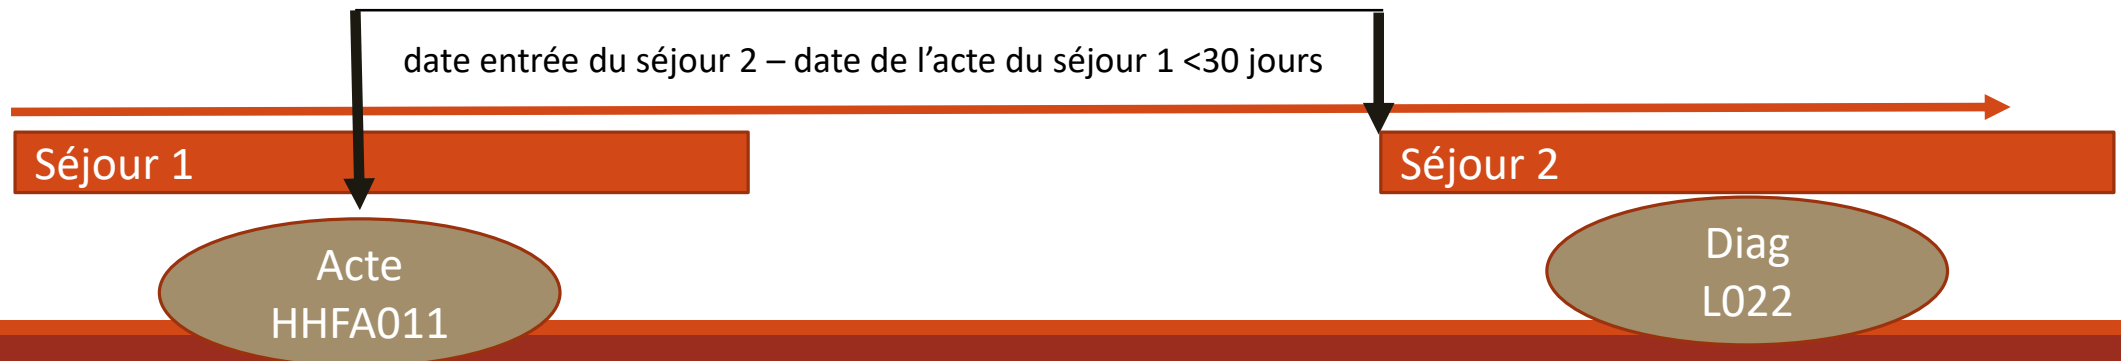 date entrée du séjour 2 – date de l’acte du séjour 1 <30 jours
Séjour 1
Séjour 2
Acte
HHFA011
Diag
L022